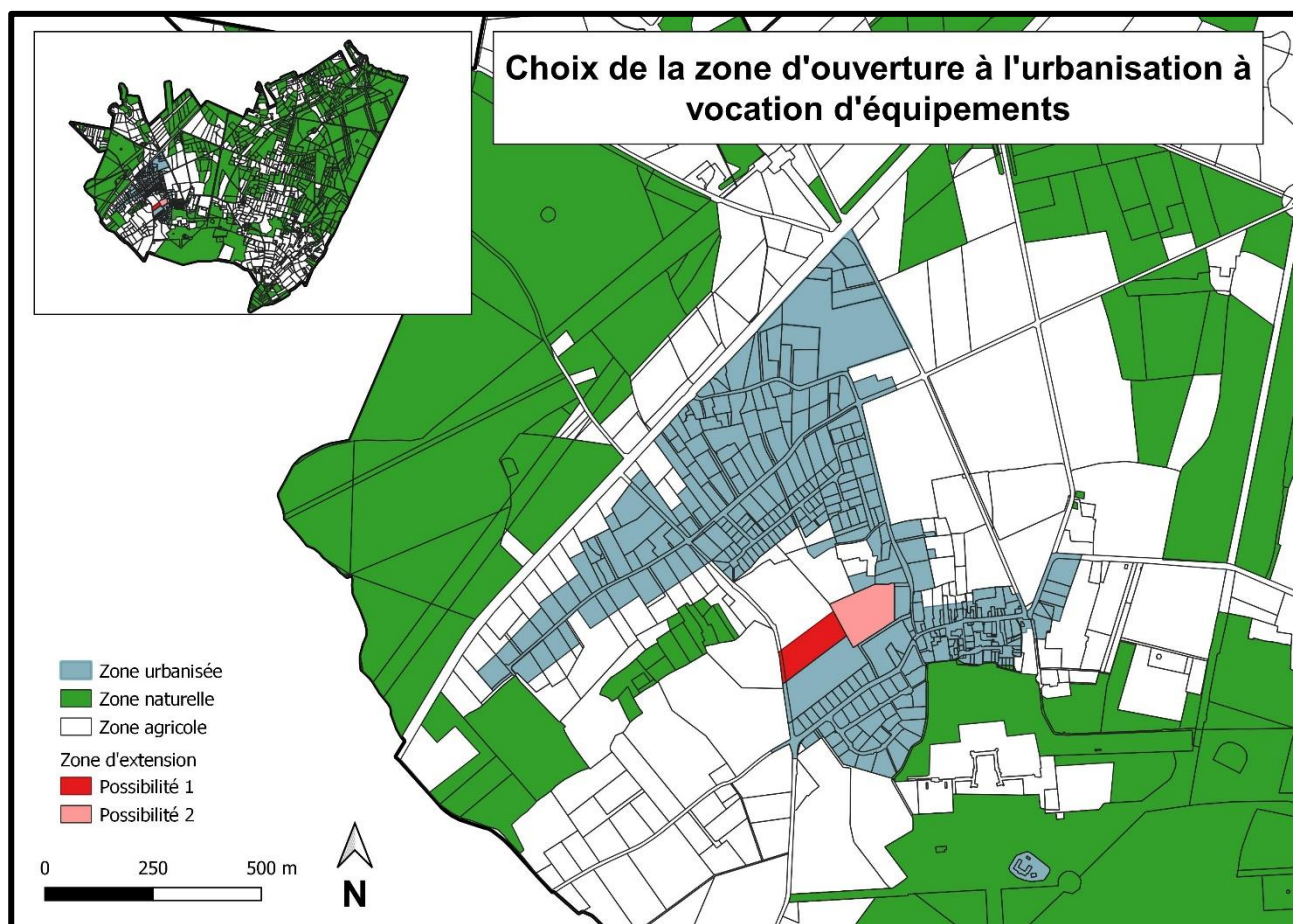 Choix de la zone d'ouverture à l'urbanisation à
vocation d'équipements
Zone urbanisée
Zone naturelle
Zone agricole
Zone d'extension
Possibilité 1
Possibilité 2
0 250 500 m
N